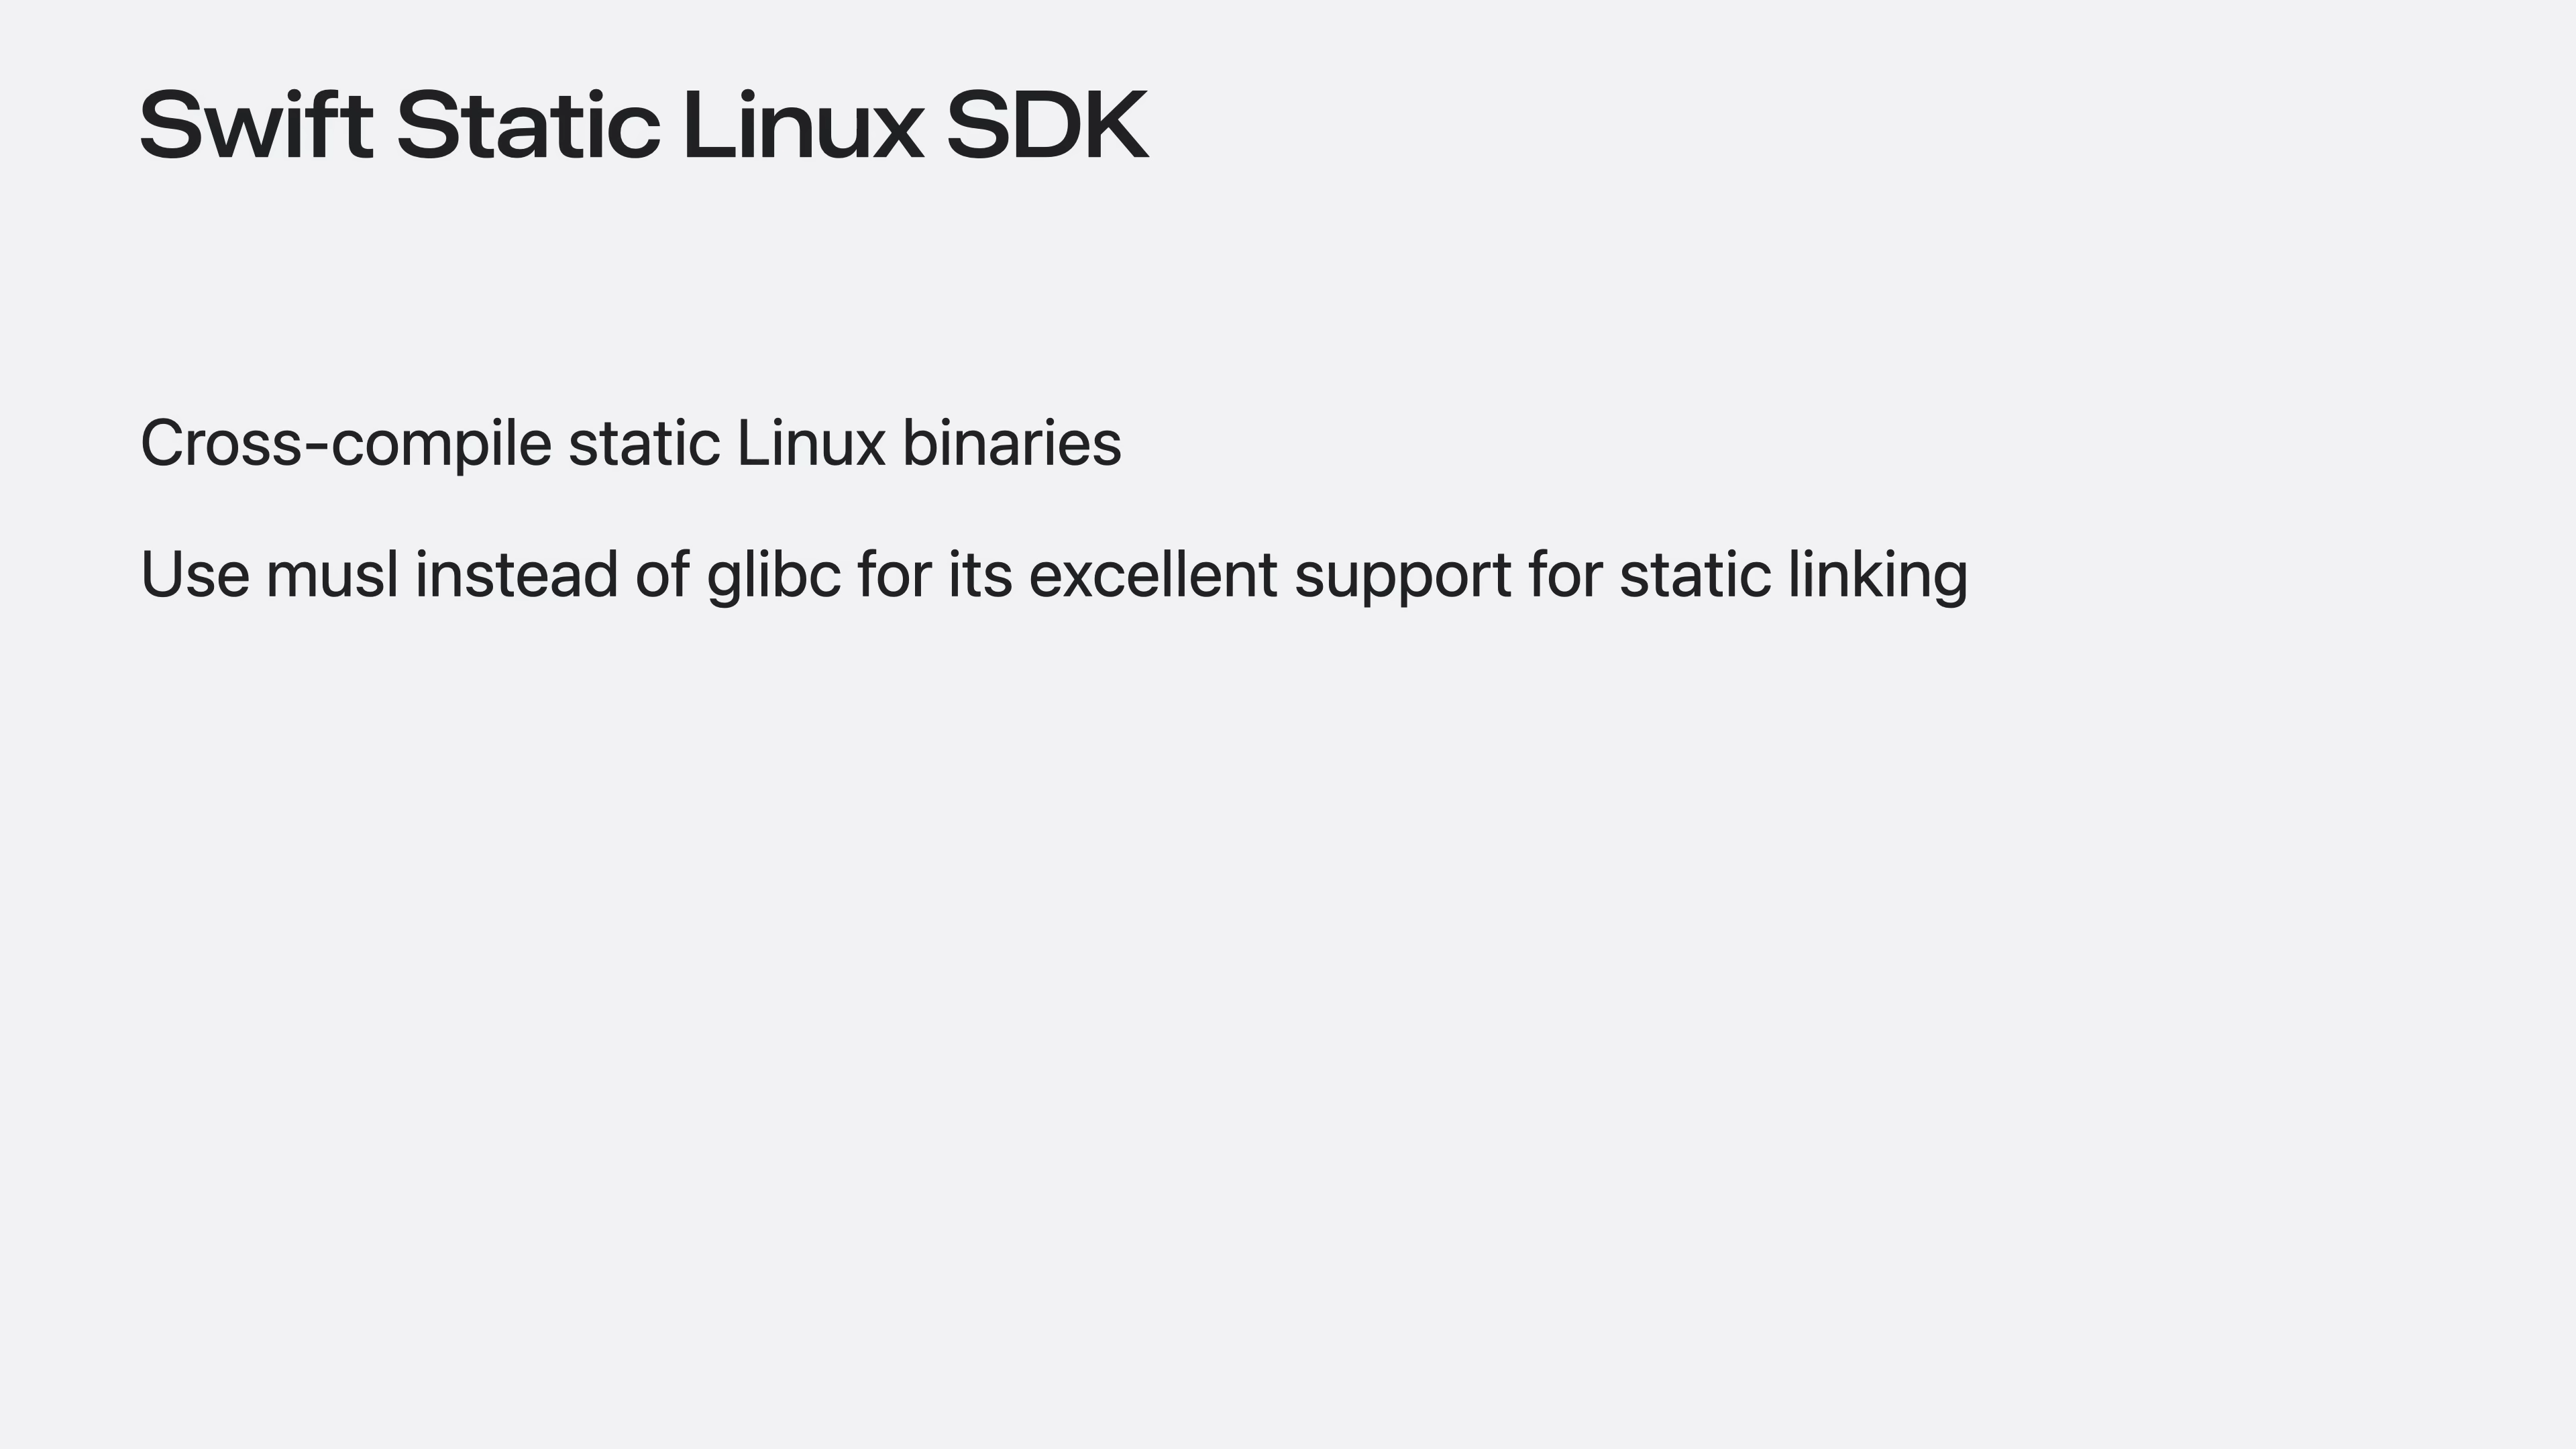 Swift Static Linux SDK
Cross-compile static Linux binaries
Use musl instead of glibc for its excellent support for static linking